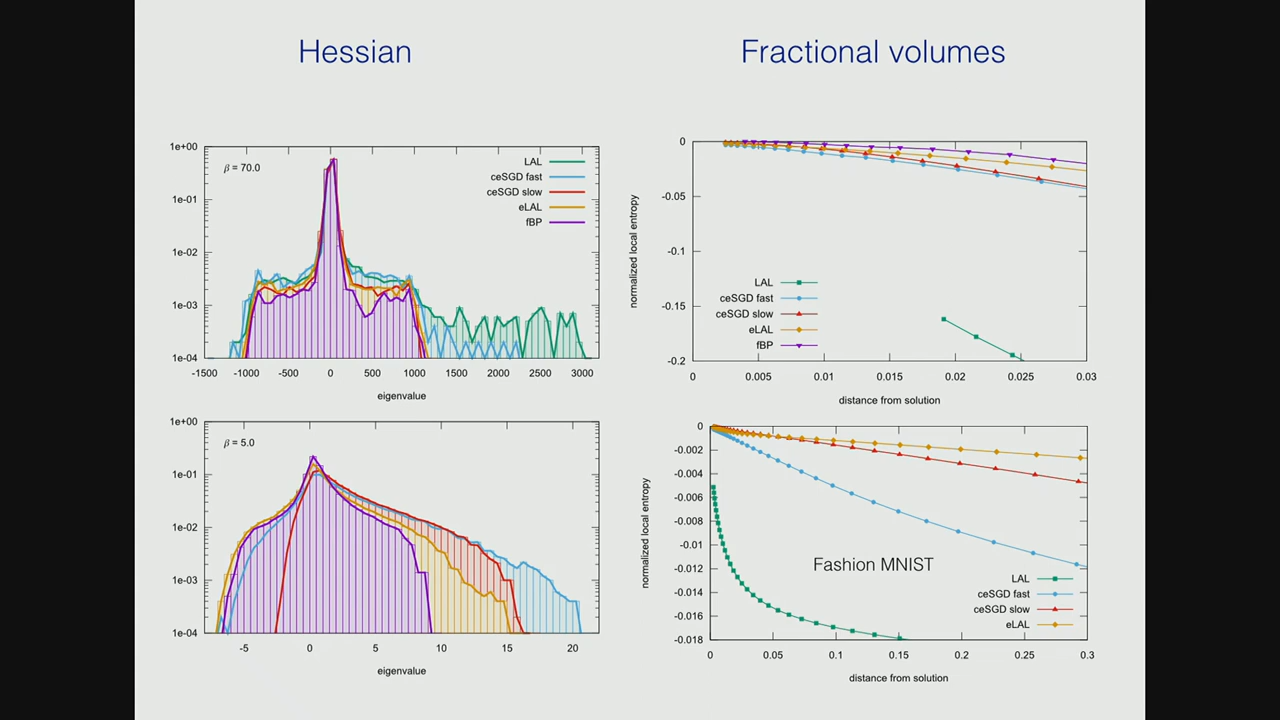 Hessian
Fractional volumes
1e+00
1e-01
1e-02
1e-03
1e-04
β = 70.0
LAL
ceSGD fast
ceSGD slow
eLAL
fBP
-1500 -1000 -500 0 500 1000 1500 2000 2500 3000
eigenvalue
0
-0.05
-0.1
-0.15
-0.2
normalized local entropy
LAL
ceSGD fast
ceSGD slow
eLAL
fBP
0 0.005 0.01 0.015 0.02 0.025 0.03
distance from solution
1e+00
1e-01
1e-02
1e-03
1e-04
β = 5.0
-5 0 5 10 15 20
eigenvalue
0
-0.002
-0.004
-0.006
-0.008
-0.01
-0.012
-0.014
-0.016
-0.018
normalized local entropy
Fashion MNIST
LAL
ceSGD fast
ceSGD slow
eLAL
0 0.05 0.1 0.15 0.2 0.25 0.3
distance from solution